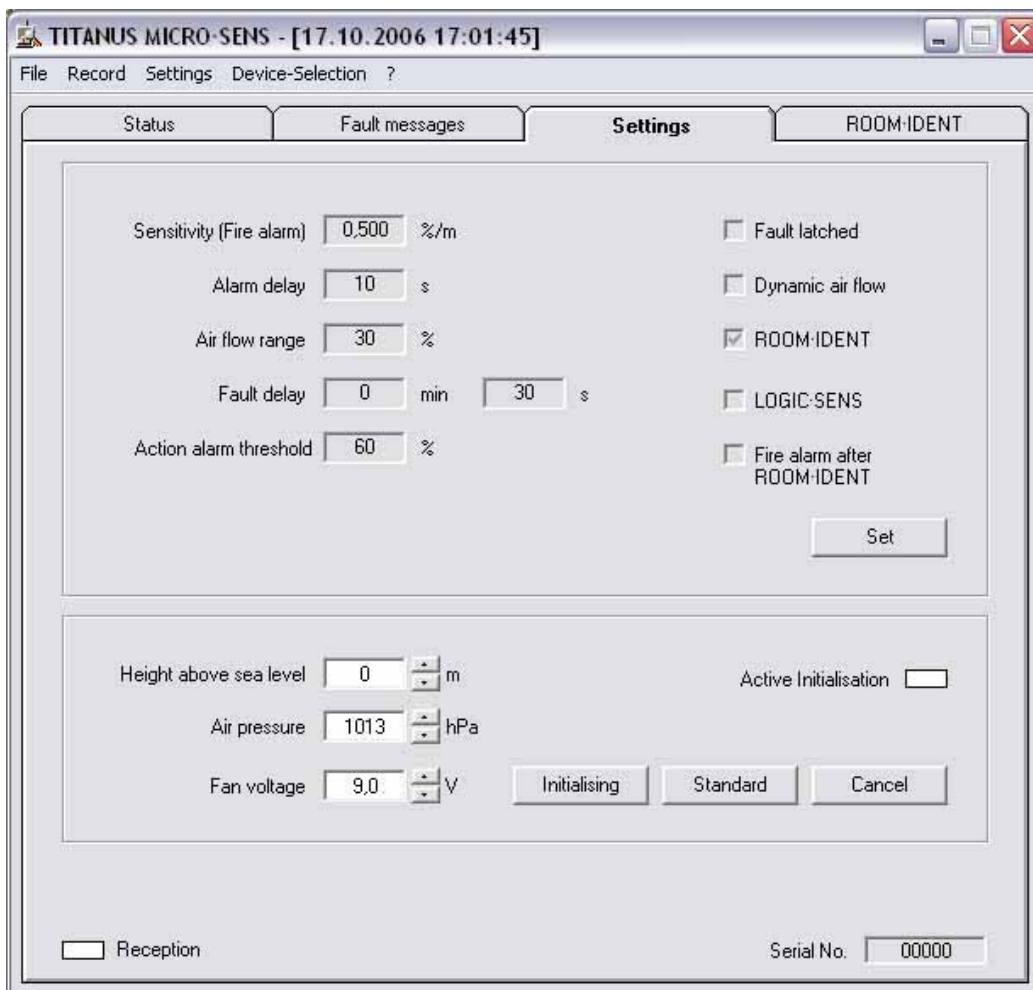 TITANUS MICRO·SENS - [17.10.2006 17:01:45]
File Record Settings Device-Selection ?
Status Fault messages Settings ROOM·IDENT
Sensitivity (Fire alarm) 0,500 %/m Fault latched
Alarm delay 10 s Dynamic air flow
Air flow range 30 % ROOM·IDENT
Fault delay 0 min 30 s LOGIC·SENS
Action alarm threshold 60 % Fire alarm after
ROOM·IDENT
Set
Height above sea level 0 m Active Initialisation
Air pressure 1013 hPa
Fan voltage 9,0 V Initialising Standard Cancel
Reception Serial No. 00000